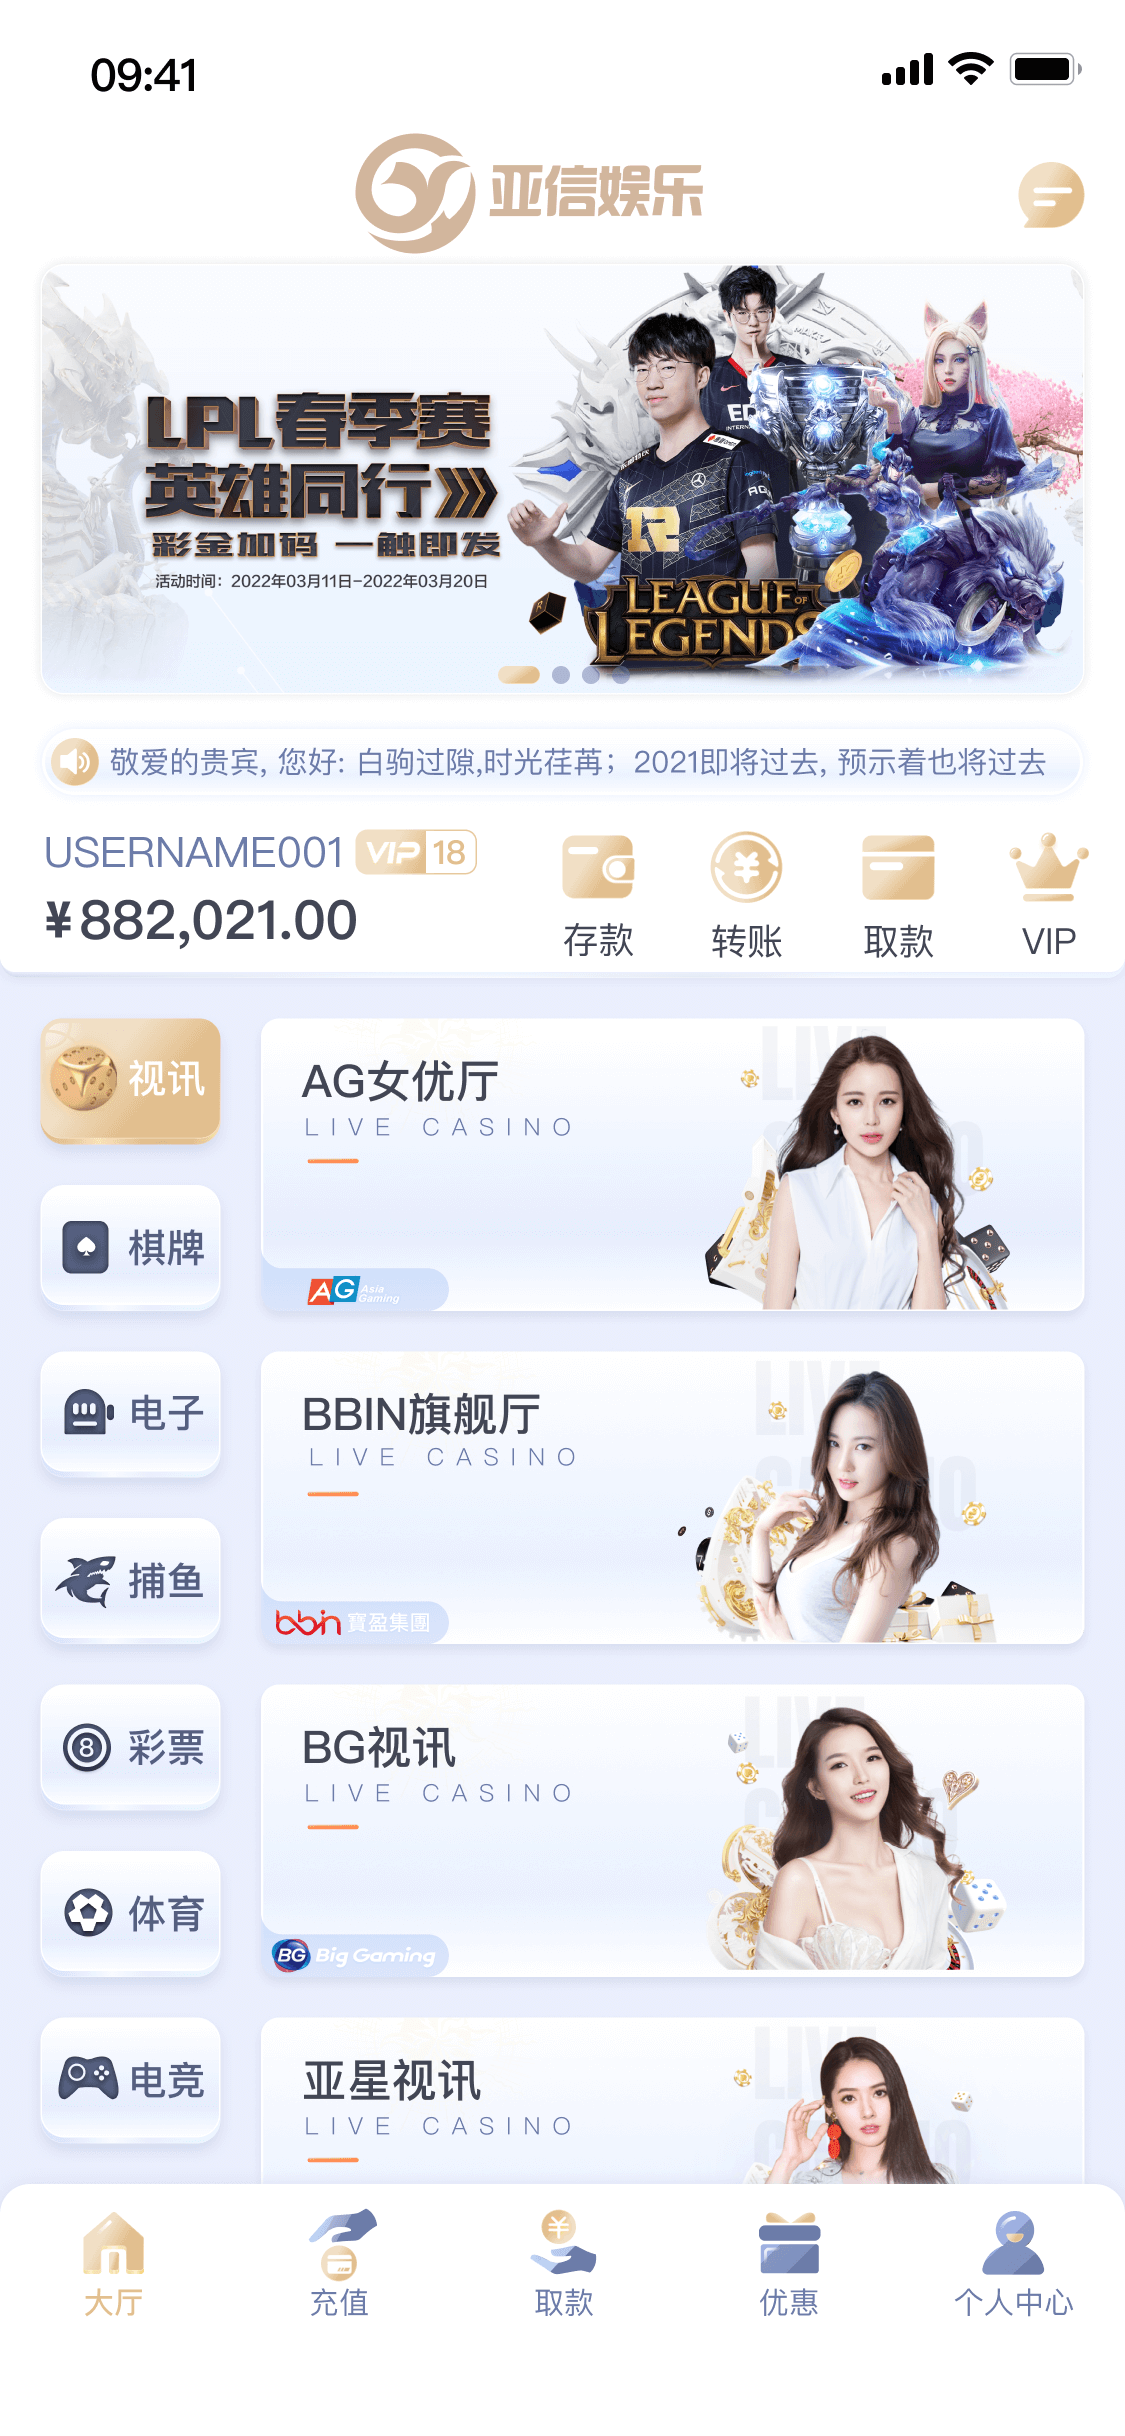 09:41
亚信娱乐
LPL春季赛
英雄同行
彩金加码 一触即发
活动时间：2022年03月11日-2022年03月20日
LEAGUE OF
LEGENDS
敬爱的贵宾, 您好: 白驹过隙,时光荏苒；2021即将过去, 预示着也将过去
USERNAME001 VIP 18
¥882,021.00
存款 转账 取款 VIP
视讯
棋牌
电子
捕鱼
彩票
体育
电竞
AG女优厅
LIVE CASINO
AG Asia Gaming
BBIN旗舰厅
LIVE CASINO
bbin 寶盈集團
BG视讯
LIVE CASINO
BG Big Gaming
亚星视讯
LIVE CASINO
大厅 充值 取款 优惠 个人中心